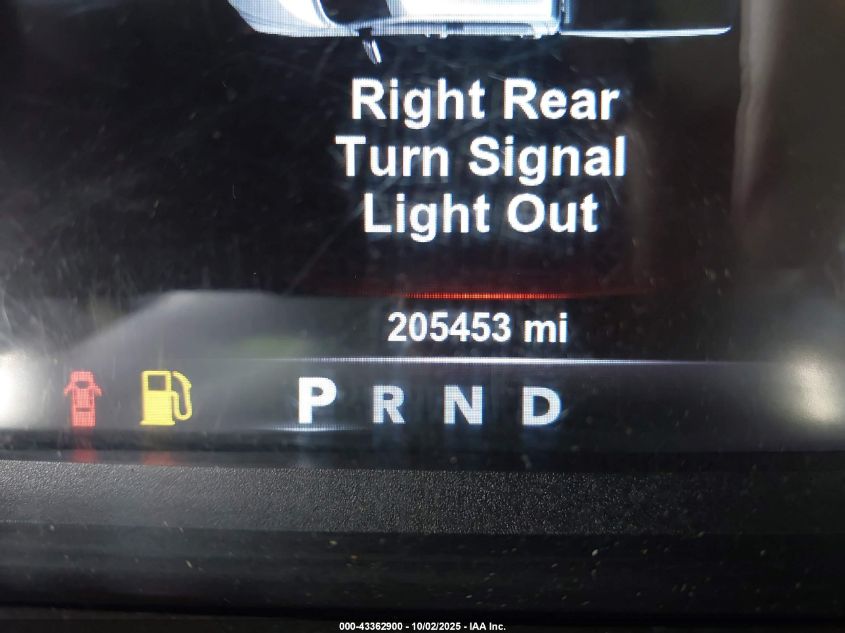 Right Rear
Turn Signal
Light Out
205453 mi
P R N D
000-43362900 - 10/02/2025 - IAA Inc.